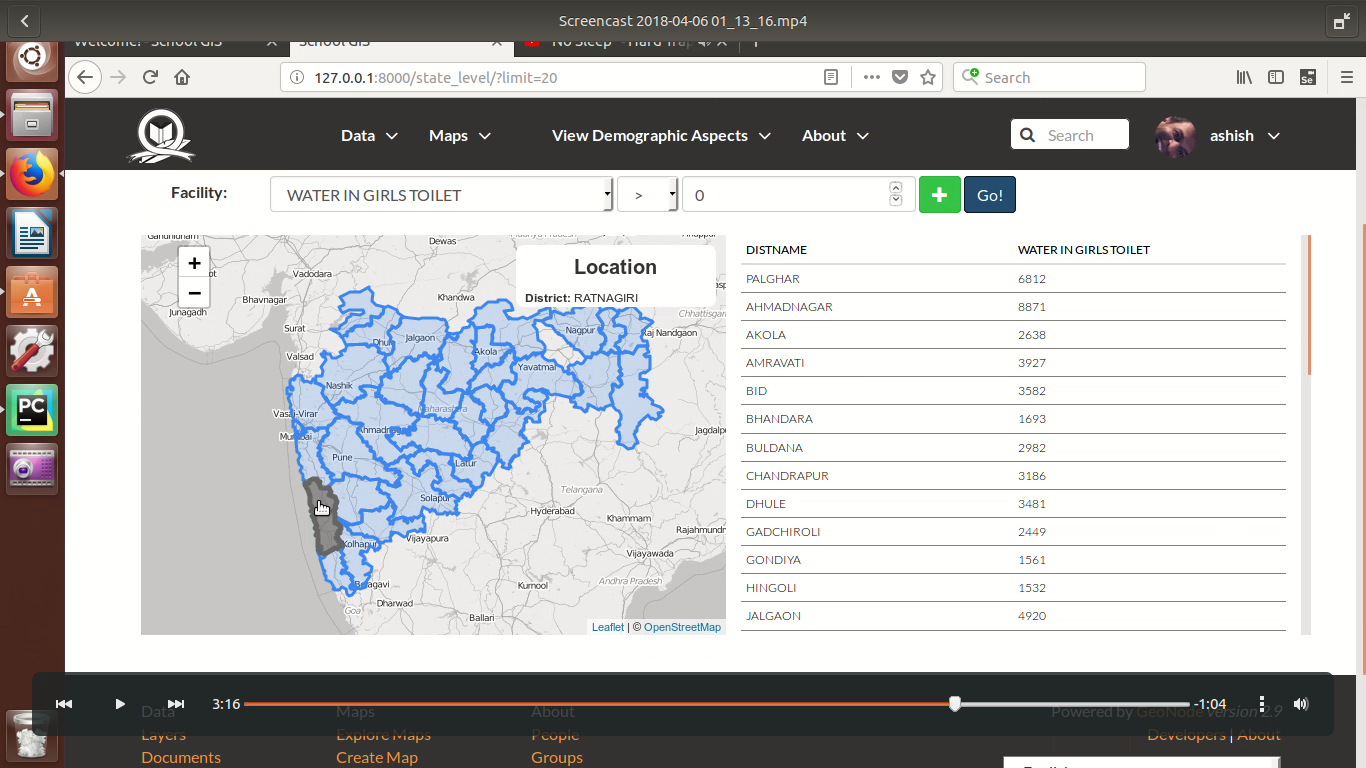 Screencast 2018-04-06 01_13_16.mp4
Welcome! - School GIS
School GIS
No Sleep
127.0.0.1:8000/state_level/?limit=20
Search
Data Maps View Demographic Aspects About Search ashish
Facility: WATER IN GIRLS TOILET > 0 + Go!
Location
District: RATNAGIRI
+
−
Dewas
Vadodara
Khandwa
Bhavnagar
Junagadh
Surat
Chhattisgarh
Raj Nandgaon
Nagpur
Dhule
Jalgaon
Akola
Valsad
Yavatmal
Nashik
Vasai-Virar
Maharashtra
Mumbai
Ahmadnagar
Jagdalpur
Pune
Latur
Telangana
Solapur
Hyderabad
Khammam
Rajahmundry
Kolhapur
Vijayapura
Vijayawada
Belagavi
Kurnool
Andhra Pradesh
Goa
Dharwad
Ballari
Leaflet | © OpenStreetMap
DISTNAME WATER IN GIRLS TOILET
PALGHAR 6812
AHMADNAGAR 8871
AKOLA 2638
AMRAVATI 3927
BID 3582
BHANDARA 1693
BULDANA 2982
CHANDRAPUR 3186
DHULE 3481
GADCHIROLI 2449
GONDIYA 1561
HINGOLI 1532
JALGAON 4920
3:16 -1:04
Data Maps About Powered by GeoNode version 2.9
Layers Explore Maps People Developers | About
Documents Create Map Groups